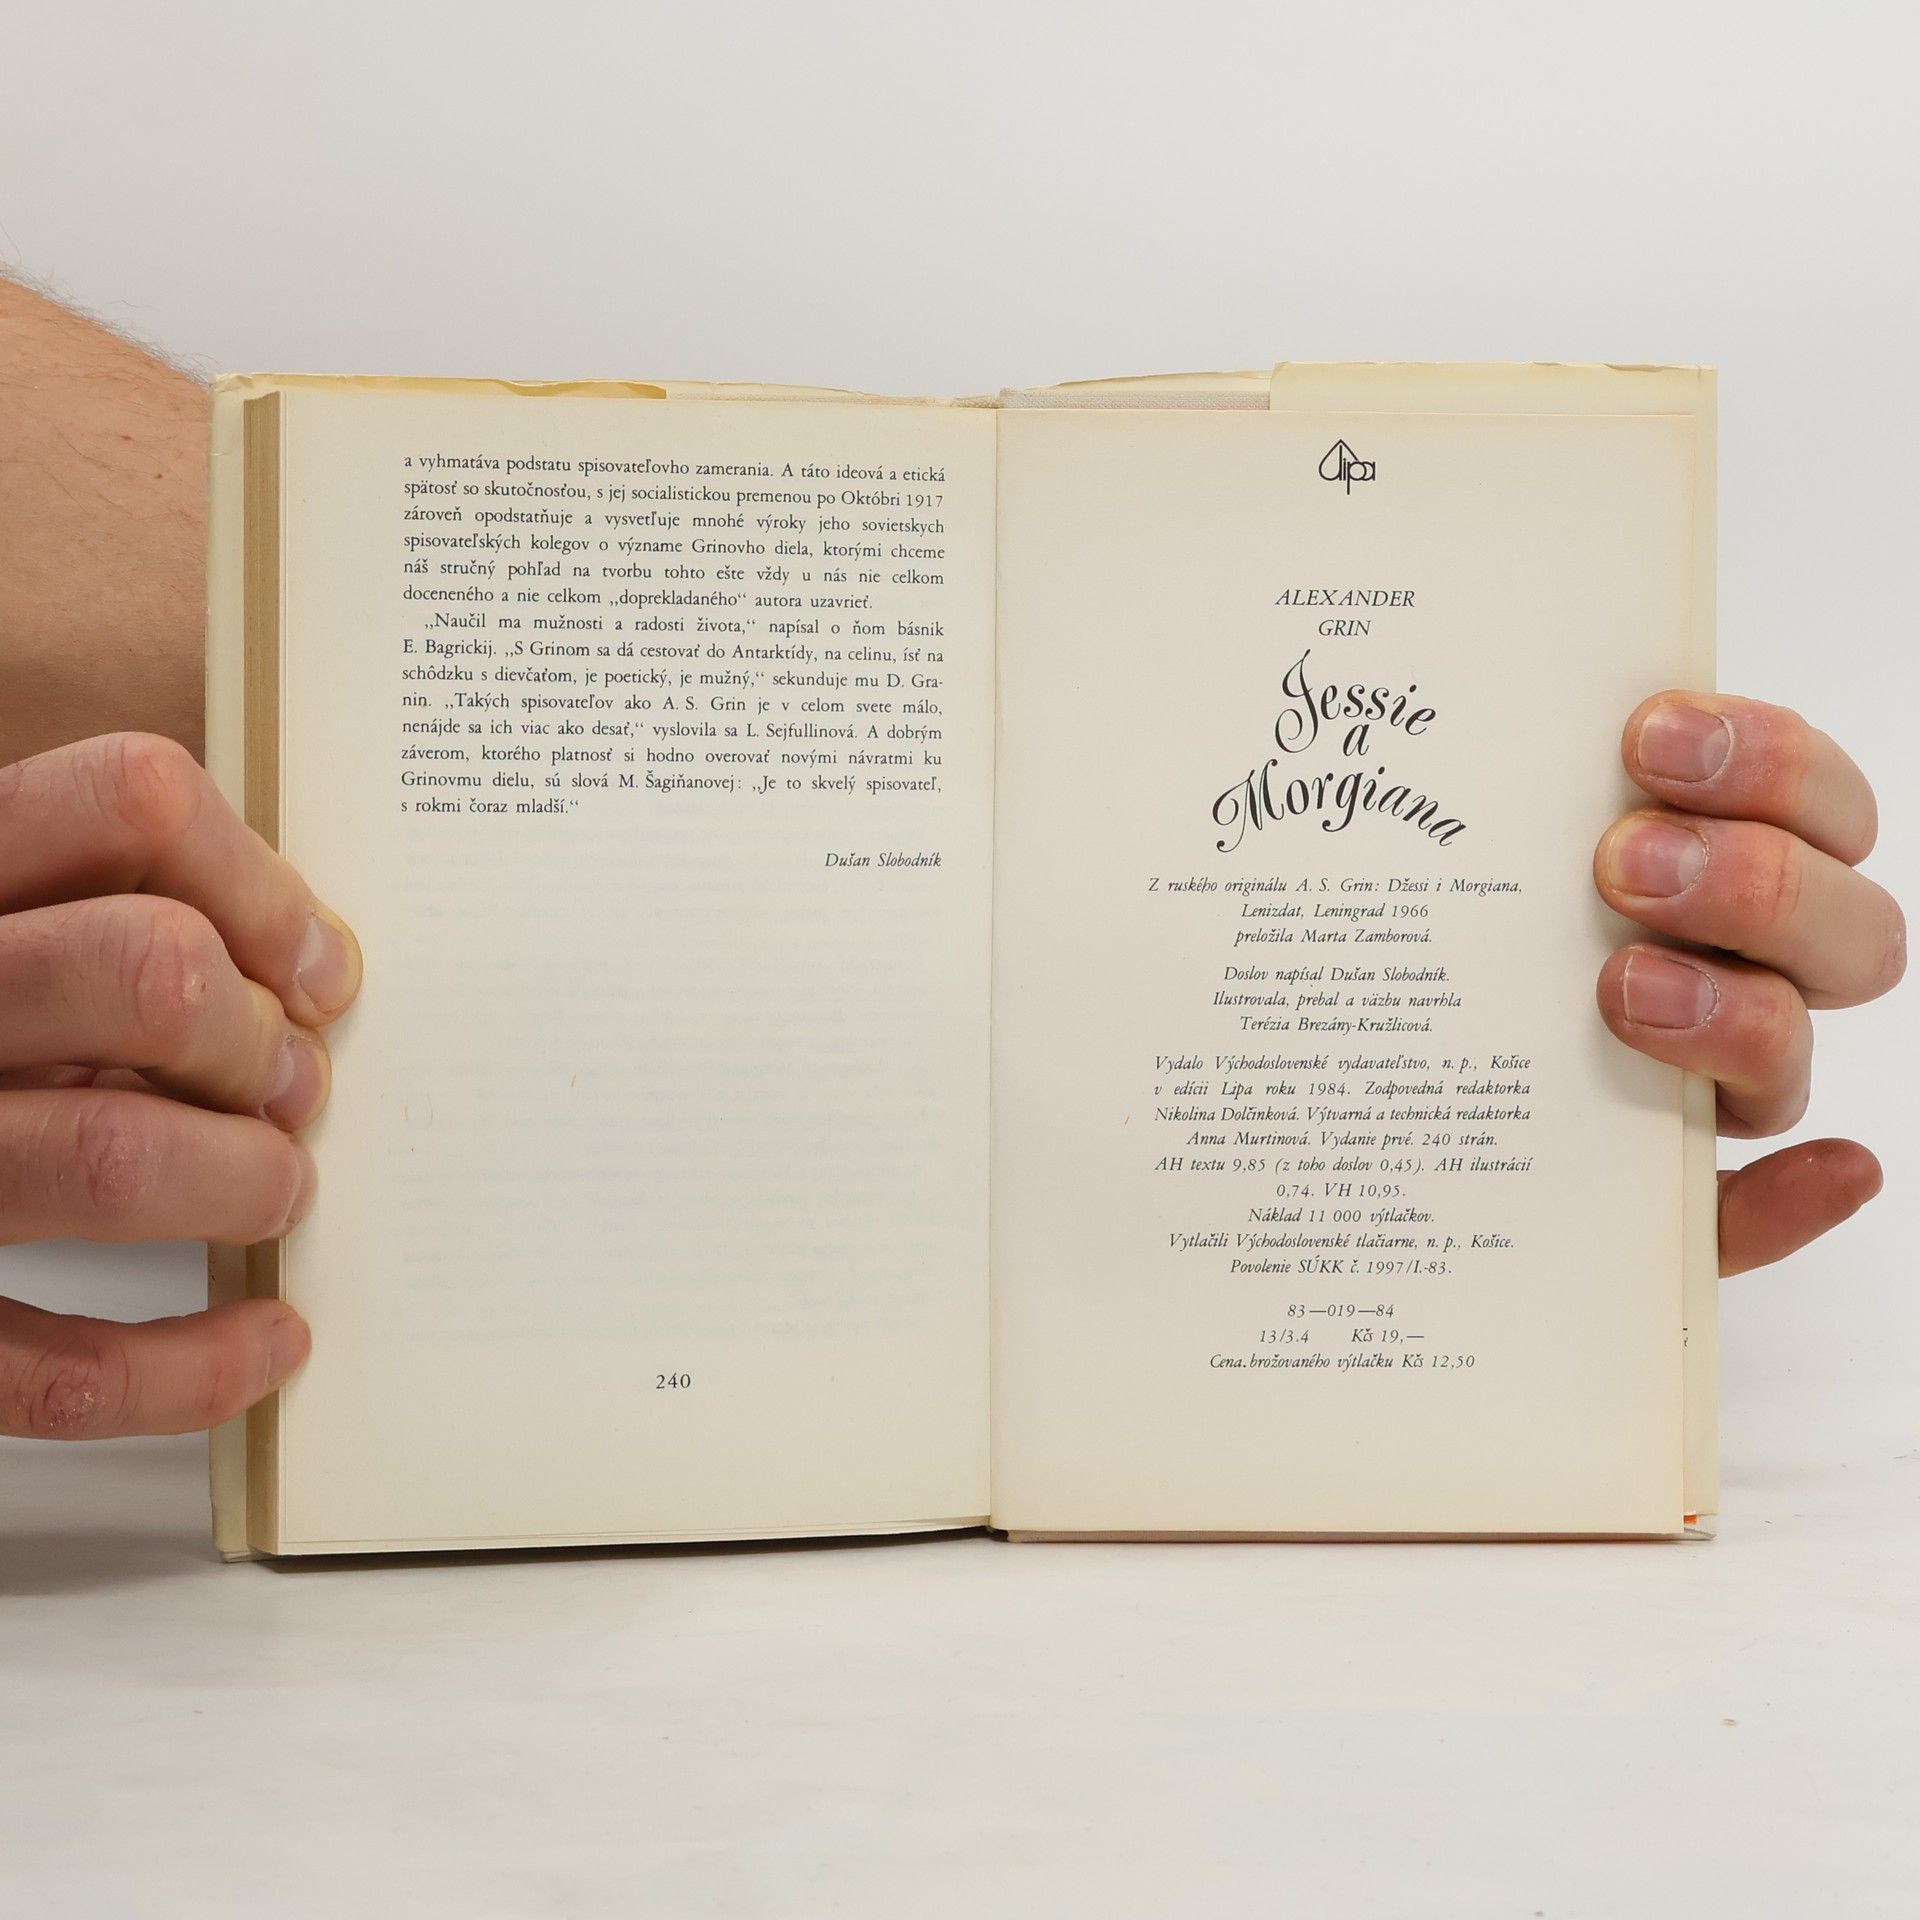 a vyhmatáva podstatu spisovateľovho zamerania. A táto ideová a etická
spätosť so skutočnosťou, s jej socialistickou premenou po Októbri 1917
zároveň opodstatňuje a vysvetľuje mnohé výroky jeho sovietskych
spisovateľských kolegov o význame Grinovho diela, ktorými chceme
náš stručný pohľad na tvorbu tohto ešte vždy u nás nie celkom
doceneného a nie celkom ,,doprekladaného“ autora uzavrieť.
,,Naučil ma mužnosti a radosti života,“ napísal o ňom básnik
E. Bagrickij. ,,S Grinom sa dá cestovať do Antarktídy, na celinu, ísť na
schôdzku s dievčaťom, je poetický, je mužný,“ sekunduje mu D. Gra-
nin. ,,Takých spisovateľov ako A. S. Grin je v celom svete málo,
nenájde sa ich viac ako desať,“ vyslovila sa L. Sejfullinová. A dobrým
záverom, ktorého platnosť si hodno overovať novými návratmi ku
Grinovmu dielu, sú slová M. Šagiňanovej: ,,Je to skvelý spisovateľ,
s rokmi čoraz mladší.“
Dušan Slobodník
240
lipa
ALEXANDER
GRIN
Jessie
a
Morgiana
Z ruského originálu A. S. Grin: Džessi i Morgiana,
Lenizdat, Leningrad 1966
preložila Marta Zamborová.
Doslov napísal Dušan Slobodník.
Ilustrovala, prebal a väzbu navrhla
Terézia Brezány-Kružlicová.
Vydalo Východoslovenské vydavateľstvo, n. p., Košice
v edícii Lipa roku 1984. Zodpovedná redaktorka
Nikolina Dolčinková. Výtvarná a technická redaktorka
Anna Murtinová. Vydanie prvé. 240 strán.
AH textu 9,85 (z toho doslov 0,45). AH ilustrácií
0,74. VH 10,95.
Náklad 11 000 výtlačkov.
Vytlačili Východoslovenské tlačiarne, n. p., Košice.
Povolenie SÚKK č. 1997/I.-83.
83—019—84
13/3.4 Kčs 19,—
Cena brožovaného výtlačku Kčs 12,50